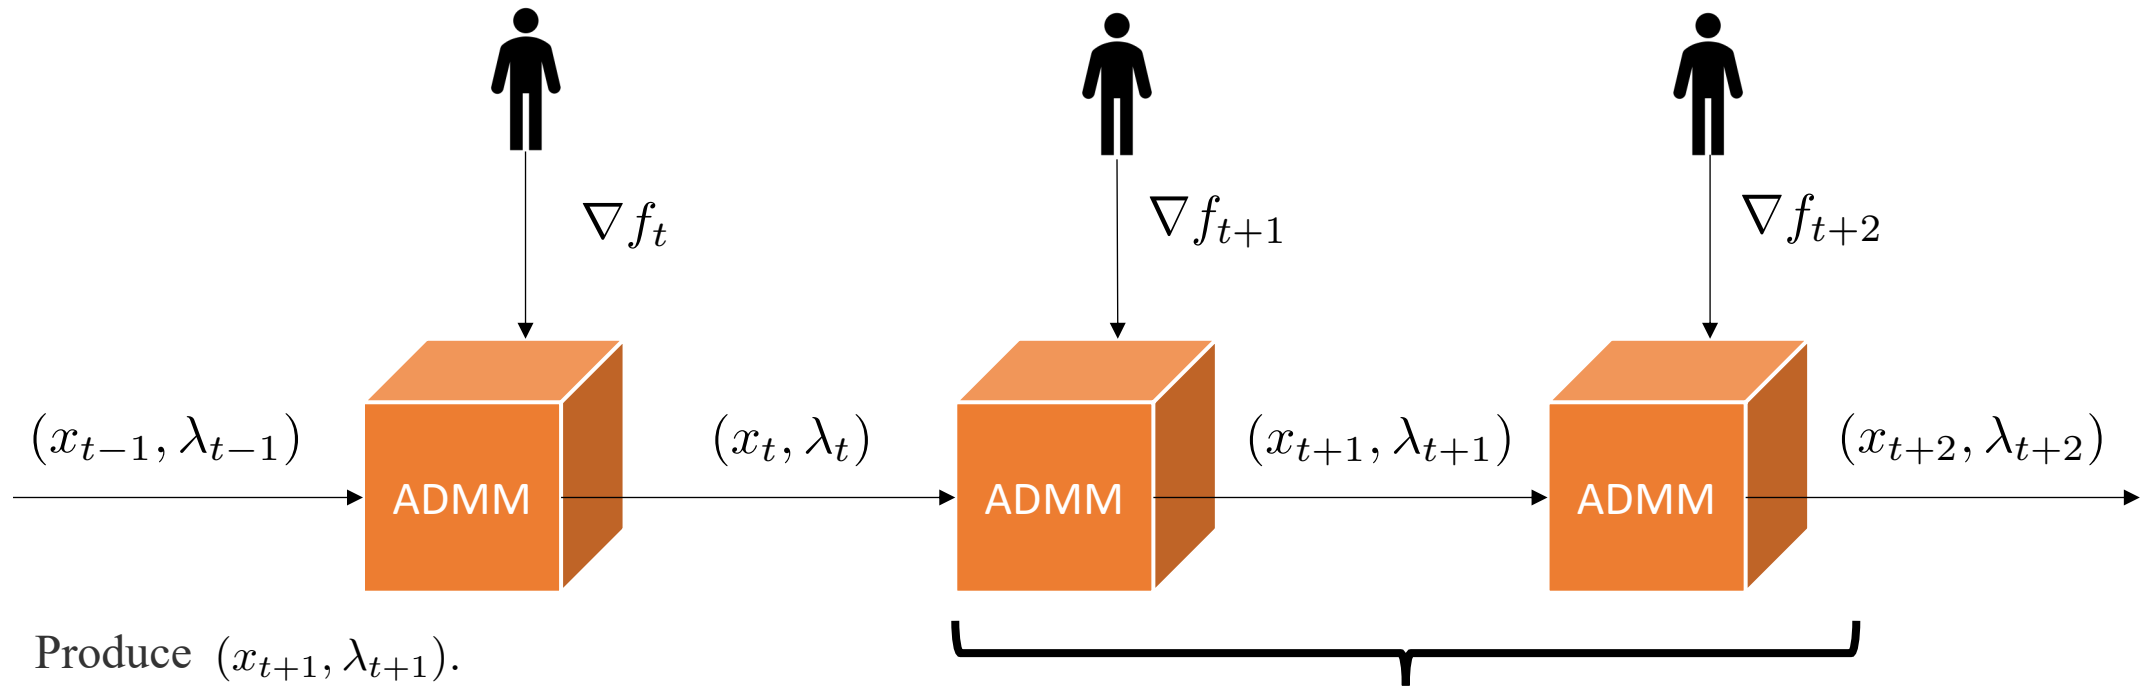 ∇f_t
∇f_{t+1}
∇f_{t+2}
(x_{t−1}, λ_{t−1})
(x_t, λ_t)
(x_{t+1}, λ_{t+1})
(x_{t+2}, λ_{t+2})
ADMM
ADMM
ADMM
Produce (x_{t+1}, λ_{t+1}).